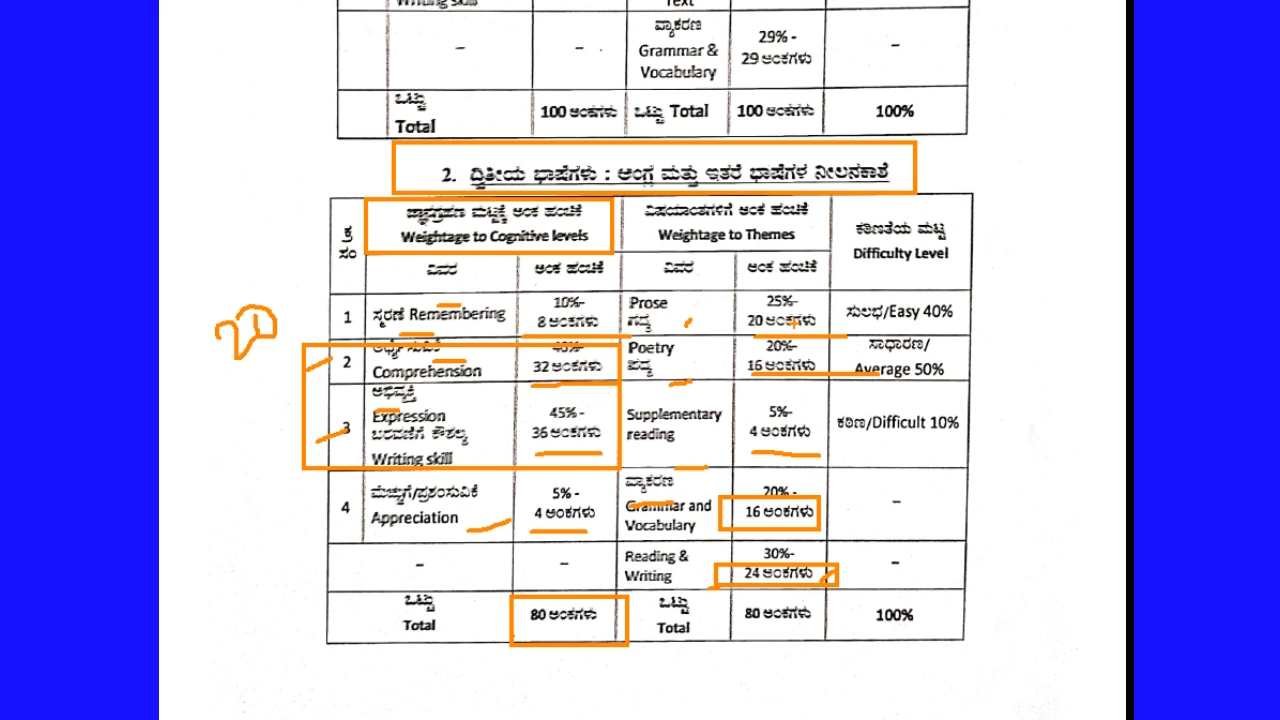 Text
ವ್ಯಾಕರಣ
Grammar &
Vocabulary
29% -
29 ಅಂಕಗಳು
ಒಟ್ಟು
Total
100 ಅಂಕಗಳು
ಒಟ್ಟು Total
100 ಅಂಕಗಳು
100%
2. ದ್ವಿತೀಯ ಭಾಷೆಗಳು : ಆಂಗ್ಲ ಮತ್ತು ಇತರೆ ಭಾಷೆಗಳ ನೀಲನಕಾಶೆ
ಕ್ರ
ಸಂ
ಜ್ಞಾನಗ್ರಹಣ ಮಟ್ಟಕ್ಕೆ ಅಂಕ ಹಂಚಿಕೆ
Weightage to Cognitive levels
ವಿಷಯಾಂಶಗಳಿಗೆ ಅಂಕ ಹಂಚಿಕೆ
Weightage to Themes
ಕಠಿಣತೆಯ ಮಟ್ಟ
Difficulty Level
ವಿವರ
ಅಂಕ ಹಂಚಿಕೆ
ವಿವರ
ಅಂಕ ಹಂಚಿಕೆ
1
ಸ್ಮರಣೆ Remembering
10%-
8 ಅಂಕಗಳು
Prose
ಗದ್ಯ
25%-
20 ಅಂಕಗಳು
ಸುಲಭ/Easy 40%
2
Comprehension
32 ಅಂಕಗಳು
Poetry
ಪದ್ಯ
20%-
16 ಅಂಕಗಳು
ಸಾಧಾರಣ/
Average 50%
3
ಅಭಿವ್ಯಕ್ತಿ
Expression
ಬರವಣಿಗೆ ಕೌಶಲ್ಯ
Writing skill
45% -
36 ಅಂಕಗಳು
Supplementary
reading
5%-
4 ಅಂಕಗಳು
ಕಠಿಣ/Difficult 10%
4
ಮೆಚ್ಚುಗೆ/ಪ್ರಶಂಸುವಿಕೆ
Appreciation
5% -
4 ಅಂಕಗಳು
ವ್ಯಾಕರಣ
Grammar and
Vocabulary
20% -
16 ಅಂಕಗಳು
Reading &
Writing
30%-
24 ಅಂಕಗಳು
ಒಟ್ಟು
Total
80 ಅಂಕಗಳು
ಒಟ್ಟು
Total
80 ಅಂಕಗಳು
100%